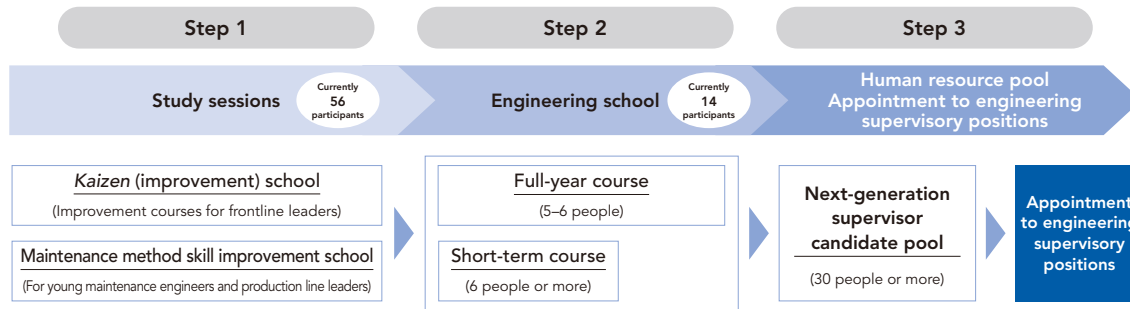 Step 1
Step 2
Step 3
Study sessions
Currently
56
participants
Engineering school
Currently
14
participants
Human resource pool
Appointment to engineering
supervisory positions
Kaizen (improvement) school
(Improvement courses for frontline leaders)
Maintenance method skill improvement school
(For young maintenance engineers and production line leaders)
Full-year course
(5–6 people)
Short-term course
(6 people or more)
Next-generation
supervisor
candidate pool
(30 people or more)
Appointment
to engineering
supervisory
positions